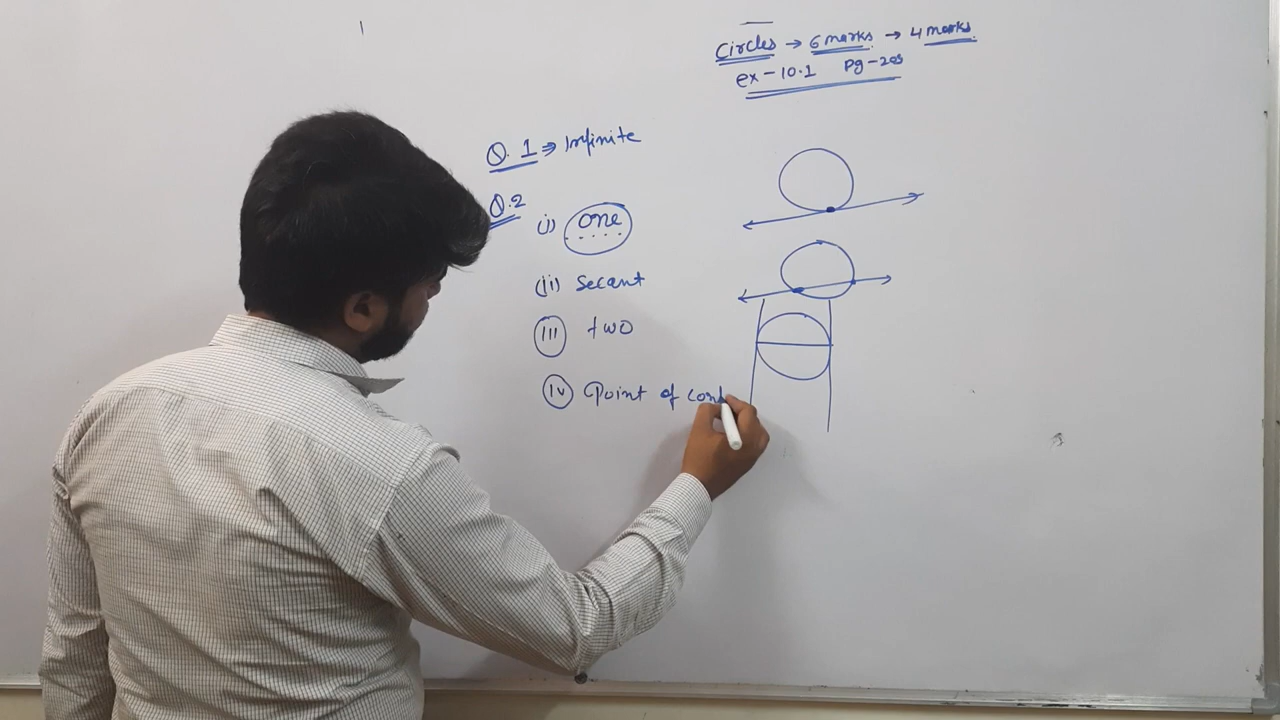 Circles → 6 marks → 4 marks
ex - 10.1 Pg - 209
Q. 1 ⇒ Infinite
Q. 2
(i) one
(ii) secant
(iii) two
(iv) Point of